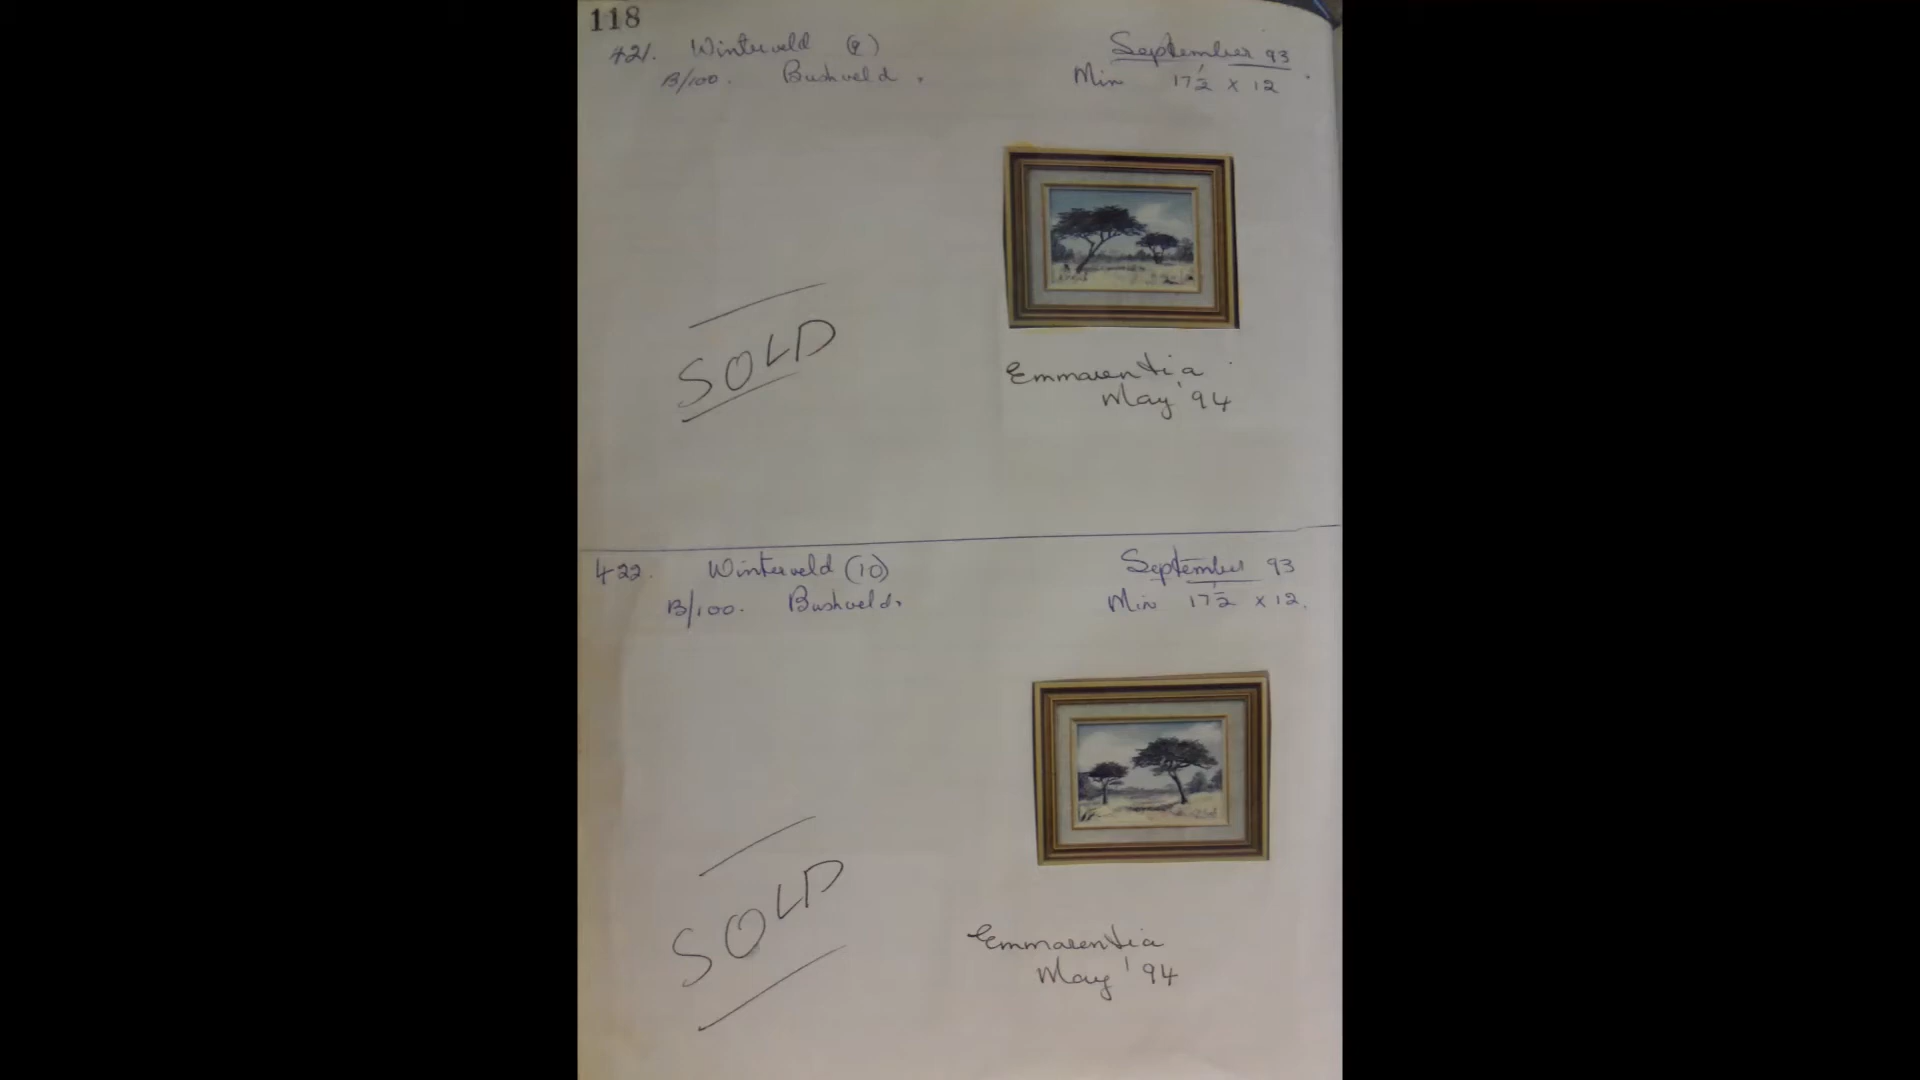 118
421. Winterveld (9) September 93
B/100. Bushveld. Min 17½ x 12
SOLD
Emmarentia
May '94
422. Winterveld (10) September 93
B/100. Bushveld. Min 17½ x 12.
SOLD
Emmarentia
May '94